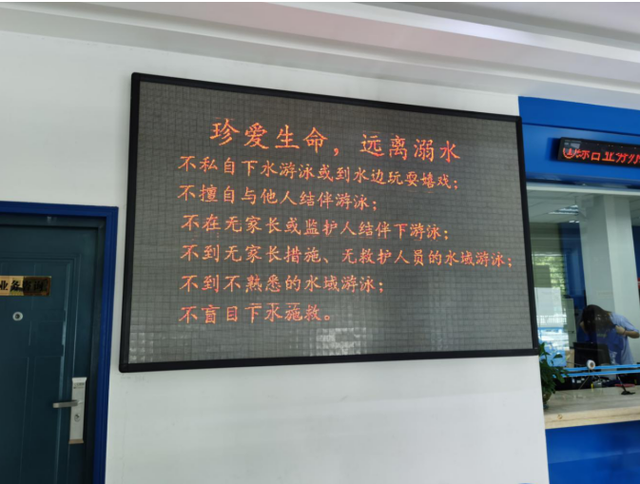 珍爱生命，远离溺水
不私自下水游泳或到水边玩耍嬉戏；
不擅自与他人结伴游泳；
不在无家长或监护人结伴下游泳；
不到无家长措施、无救护人员的水域游泳；
不到不熟悉的水域游泳；
不盲目下水施救。
综合业务